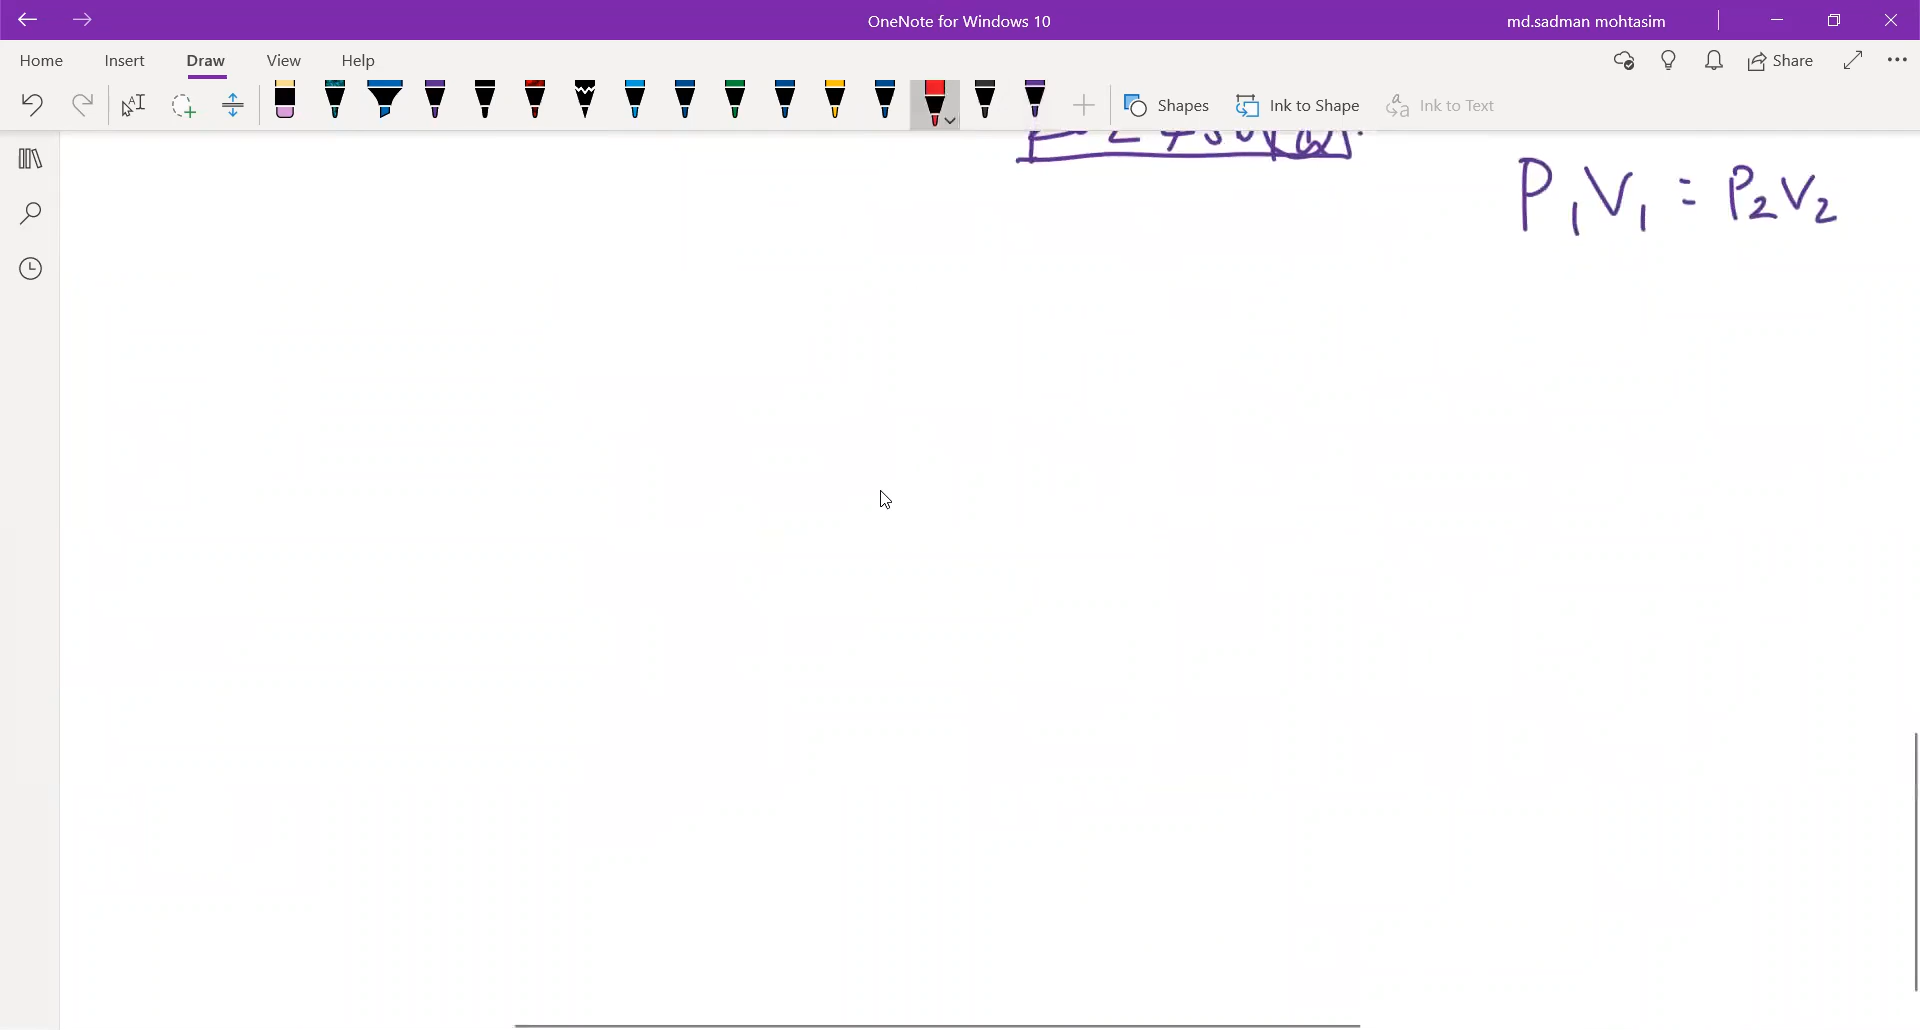 OneNote for Windows 10
md.sadman mohtasim
Home Insert Draw View Help
Share
Shapes Ink to Shape Ink to Text
P₁V₁ = P₂V₂